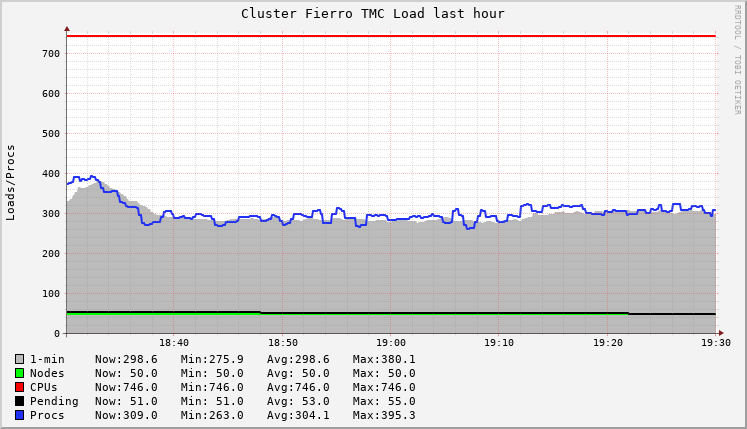 Cluster Fierro TMC Load last hour
RRDTOOL / TOBI OETIKER
Loads/Procs
700
600
500
400
300
200
100
0
18:40 18:50 19:00 19:10 19:20 19:30
1-min Now:298.6 Min:275.9 Avg:298.6 Max:380.1
Nodes Now: 50.0 Min: 50.0 Avg: 50.0 Max: 50.0
CPUs Now:746.0 Min:746.0 Avg:746.0 Max:746.0
Pending Now: 51.0 Min: 51.0 Avg: 53.0 Max: 55.0
Procs Now:309.0 Min:263.0 Avg:304.1 Max:395.3